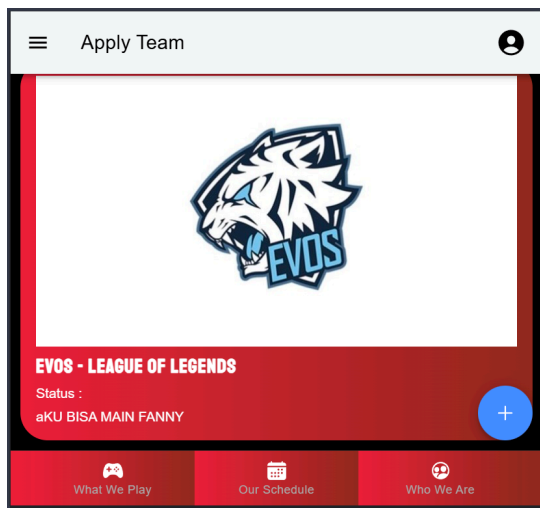 Apply Team
EVOS
EVOS - LEAGUE OF LEGENDS
Status :
aKU BISA MAIN FANNY
What We Play
Our Schedule
Who We Are